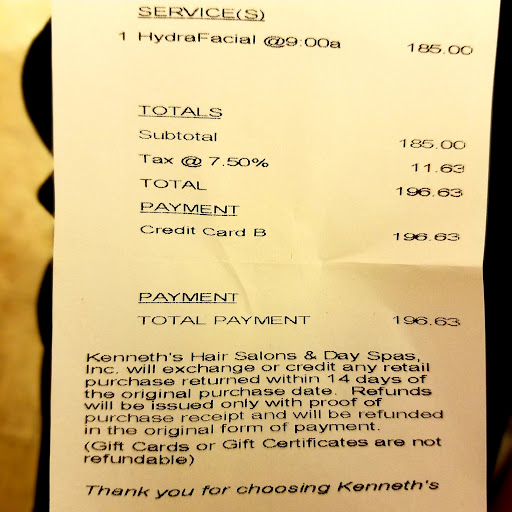 SERVICE(S)
1 HydraFacial @9:00a 185.00
TOTALS
Subtotal 185.00
Tax @ 7.50% 11.63
TOTAL 196.63
PAYMENT
Credit Card B 196.63
PAYMENT
TOTAL PAYMENT 196.63
Kenneth's Hair Salons & Day Spas,
Inc. will exchange or credit any retail
purchase returned within 14 days of
the original purchase date. Refunds
will be issued only with proof of
purchase receipt and will be refunded
in the original form of payment.
(Gift Cards or Gift Certificates are not
refundable)
Thank you for choosing Kenneth's